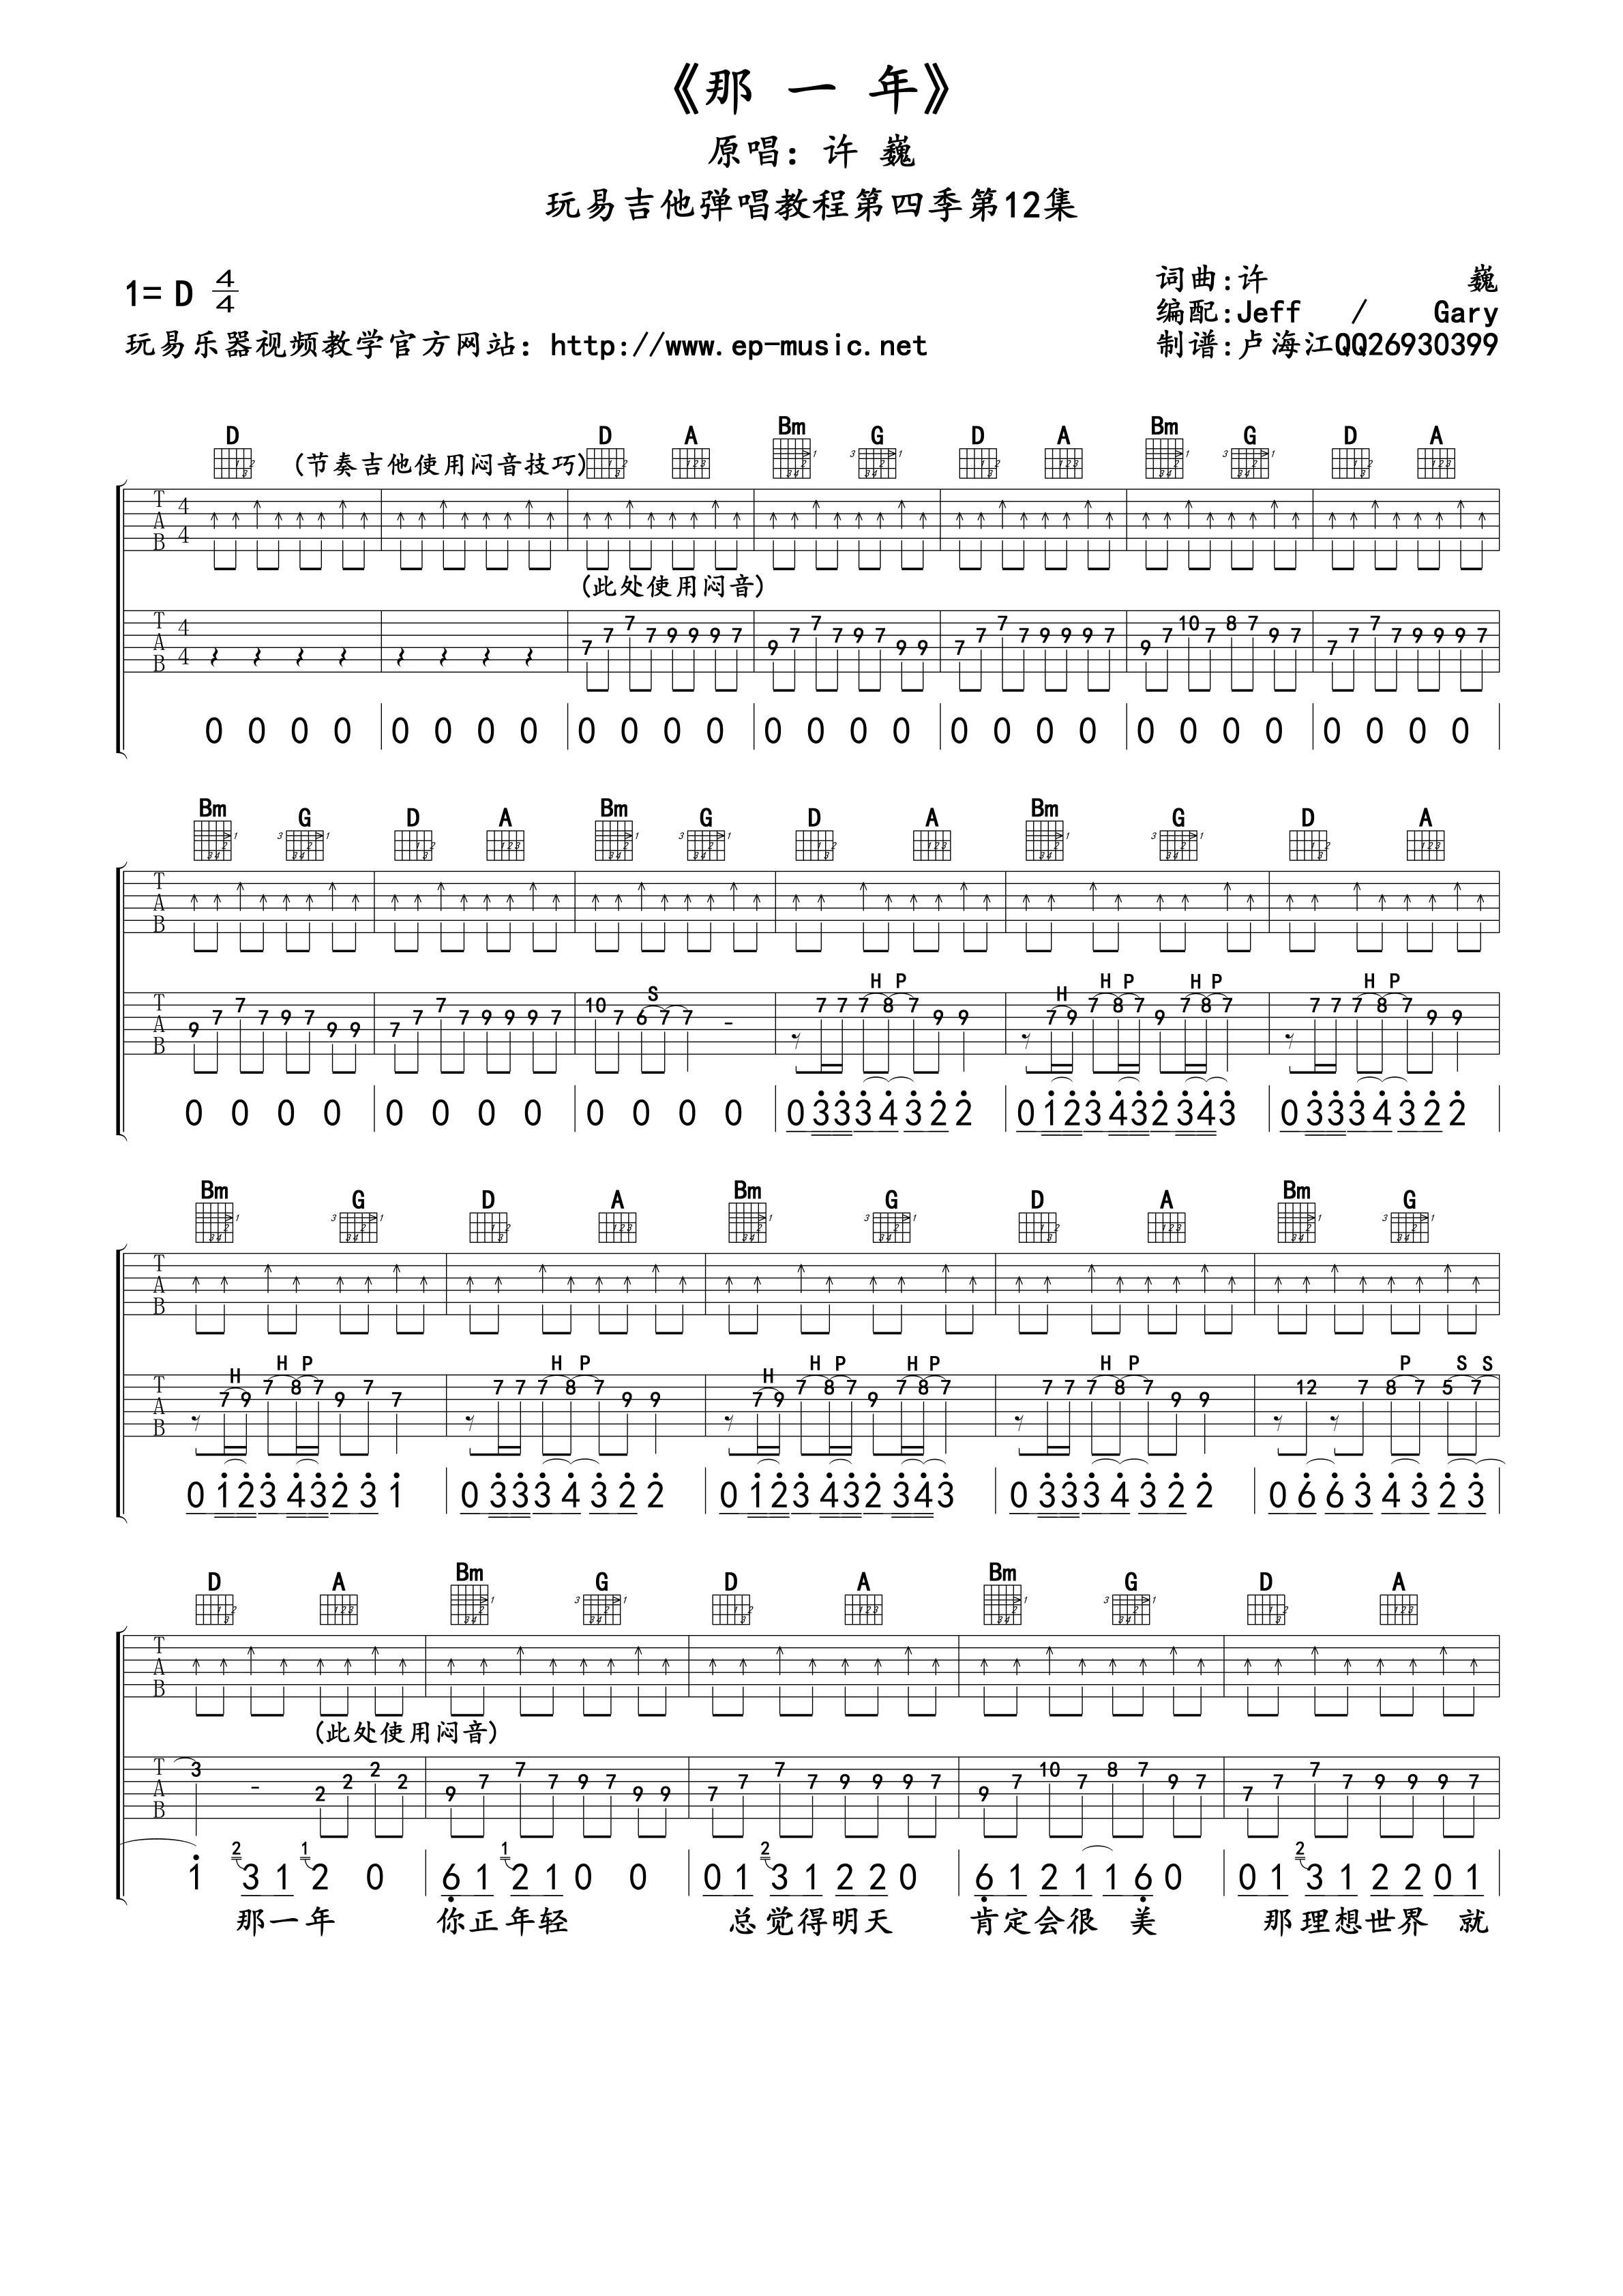 《那 一 年》
原唱：许 巍
玩易吉他弹唱教程第四季第12集
1= D 4/4
词曲:许 巍
编配:Jeff / Gary
玩易乐器视频教学官方网站：http://www.ep-music.net
制谱:卢海江QQ26930399
D D A Bm G D A Bm G D A
(节奏吉他使用闷音技巧)
T A B 4 4
(此处使用闷音)
T A B 4 4 7 7 7 7 9 9 9 7 9 7 7 7 9 7 9 9 7 7 7 7 9 9 9 7 9 7 10 7 8 7 9 7 7 7 7 7 9 9 9 7
0 0 0 0 0 0 0 0 0 0 0 0 0 0 0 0 0 0 0 0 0 0 0 0 0 0 0 0
Bm G D A Bm G D A Bm G D A
T A B
S H P H H P H P H P
T A B 9 7 7 7 9 7 9 9 7 7 7 7 9 9 9 7 10 7 6 7 7 - 7 7 7 8 7 9 9 7 9 7 8 7 9 7 8 7 7 7 7 8 7 9 9
0 0 0 0 0 0 0 0 0 0 0 0 0 3 3 3 4 3 2 2 0 1 2 3 4 3 2 3 4 3 0 3 3 3 4 3 2 2
Bm G D A Bm G D A Bm G
T A B
H H P H P H H P H P H P P S S
T A B 7 9 7 8 7 9 7 7 7 7 7 8 7 9 9 7 9 7 8 7 9 7 8 7 7 7 7 8 7 9 9 12 7 8 7 5 7
0 1 2 3 4 3 2 3 1 0 3 3 3 4 3 2 2 0 1 2 3 4 3 2 3 4 3 0 3 3 3 4 3 2 2 0 6 6 3 4 3 2 3
D A Bm G D A Bm G D A
T A B
(此处使用闷音)
T A B 3 - 2 2 2 2 9 7 7 7 9 7 9 9 7 7 7 7 9 9 9 7 9 7 10 7 8 7 9 7 7 7 7 7 9 9 9 7
1 2 3 1 1 2 0 6 1 1 2 1 0 0 0 1 2 3 1 2 2 0 6 1 2 1 1 6 0 0 1 2 3 1 2 2 0 1
那一年 你正年轻 总觉得明天 肯定会很 美 那理想世界 就